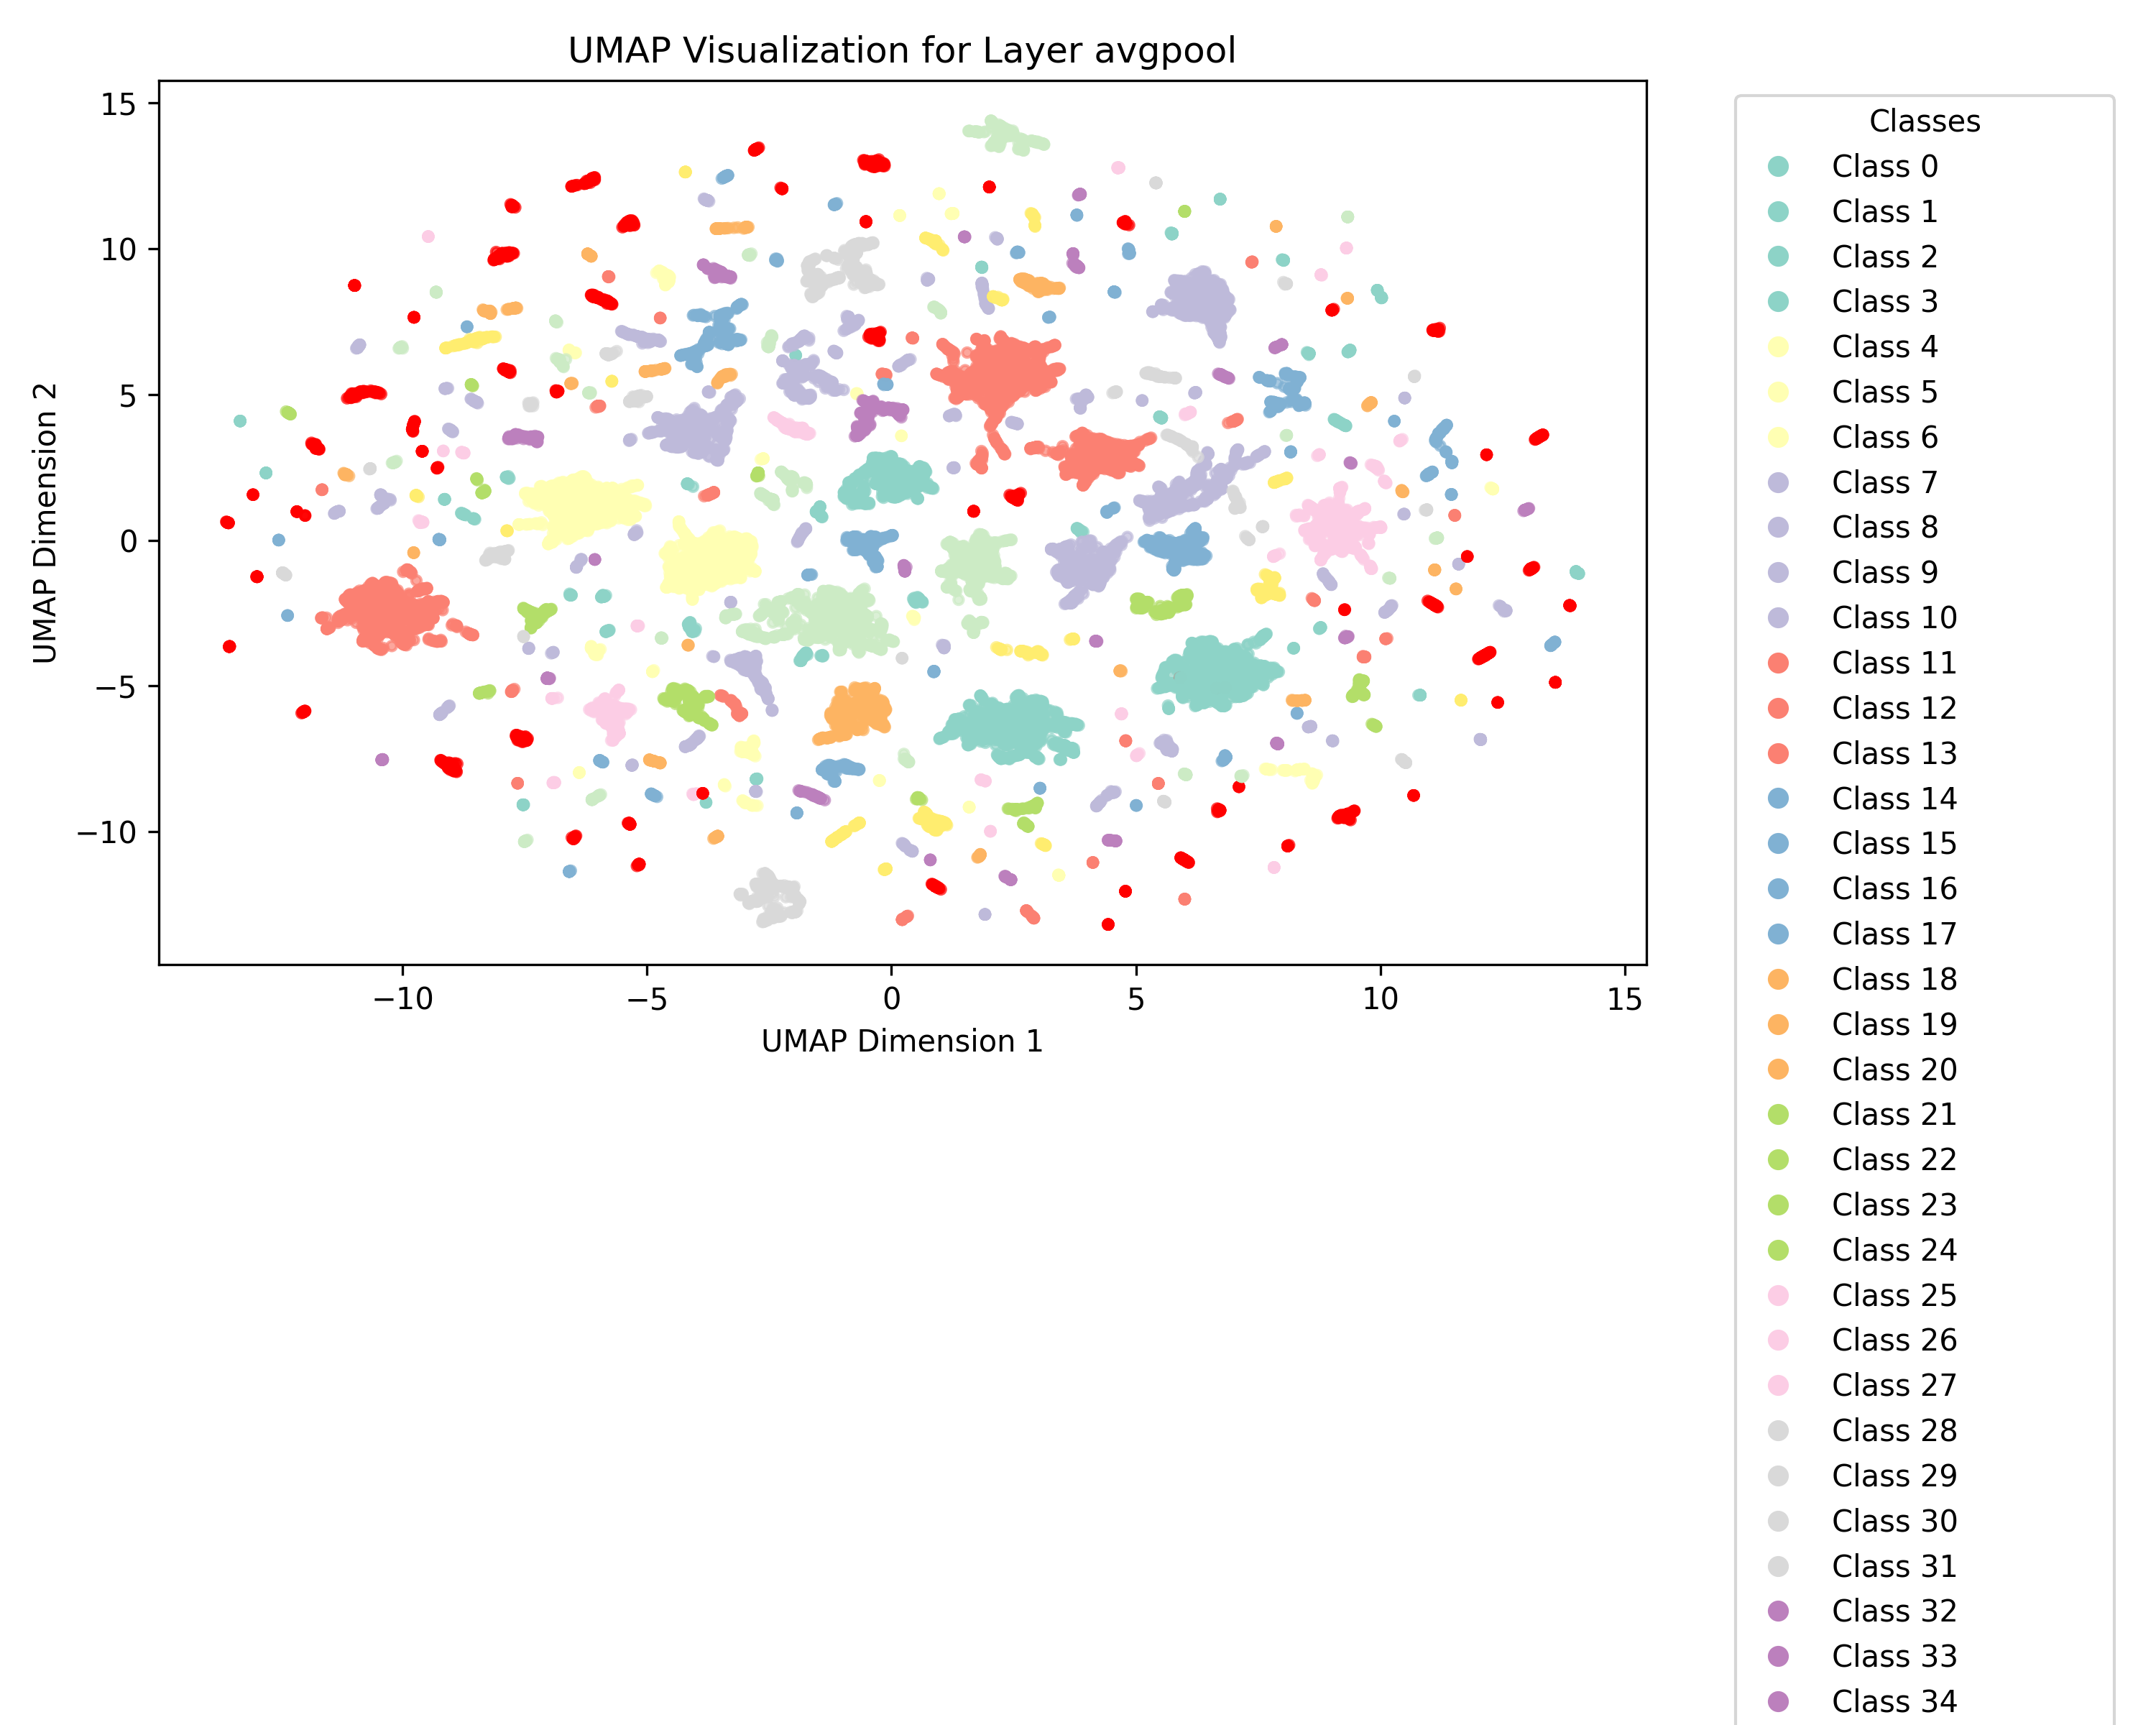 UMAP Visualization for Layer avgpool
15
10
5
0
−5
−10
UMAP Dimension 2
−10
−5
0
5
10
15
UMAP Dimension 1
Classes
Class 0
Class 1
Class 2
Class 3
Class 4
Class 5
Class 6
Class 7
Class 8
Class 9
Class 10
Class 11
Class 12
Class 13
Class 14
Class 15
Class 16
Class 17
Class 18
Class 19
Class 20
Class 21
Class 22
Class 23
Class 24
Class 25
Class 26
Class 27
Class 28
Class 29
Class 30
Class 31
Class 32
Class 33
Class 34